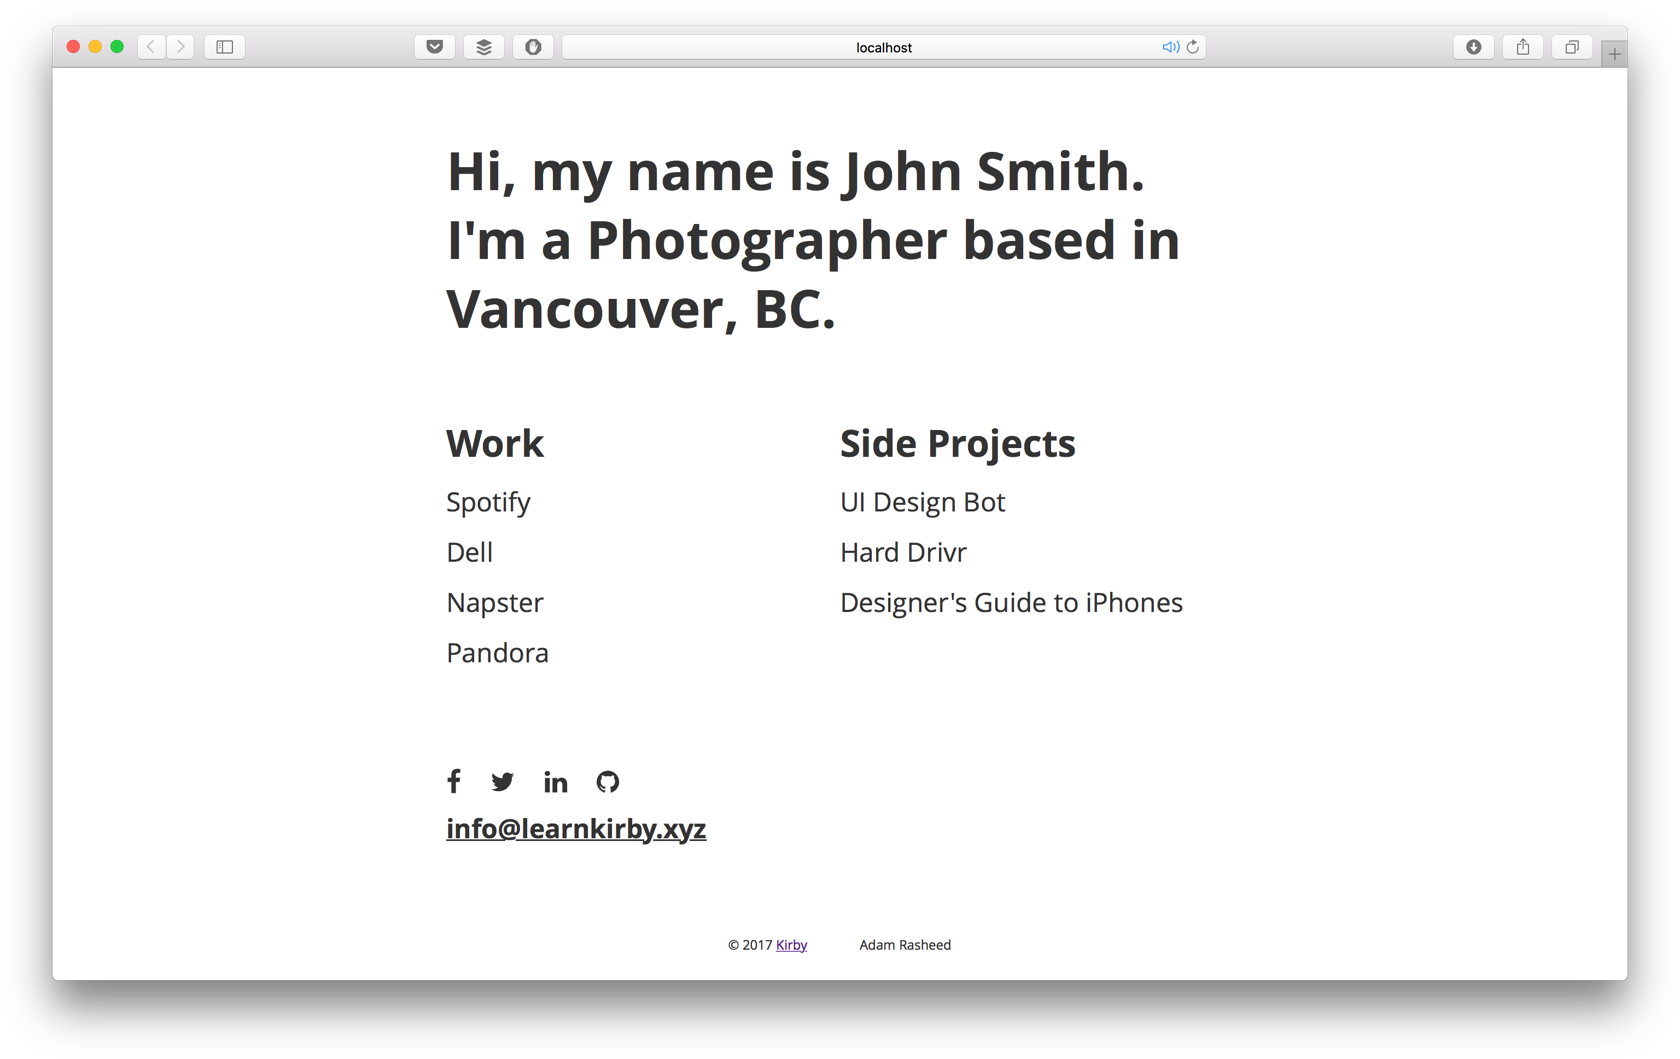 localhost
Hi, my name is John Smith.
I'm a Photographer based in
Vancouver, BC.
Work
Spotify
Dell
Napster
Pandora
Side Projects
UI Design Bot
Hard Drivr
Designer's Guide to iPhones
info@learnkirby.xyz
© 2017 Kirby
Adam Rasheed